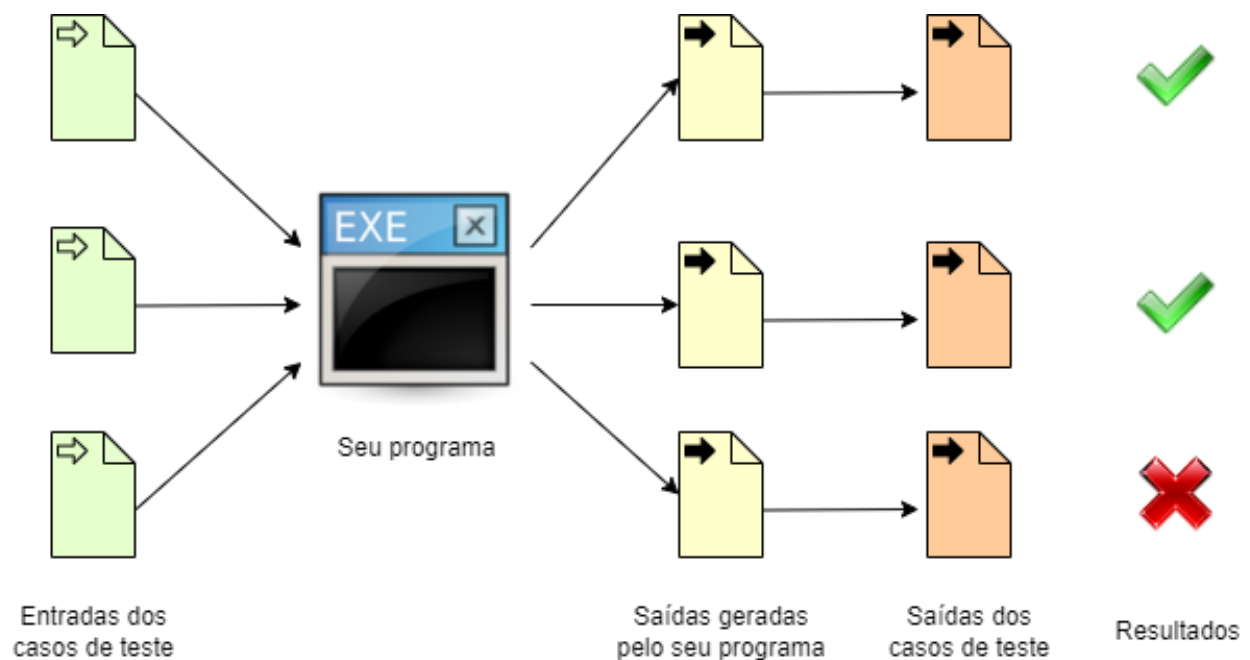 EXE
Seu programa
Entradas dos
casos de teste
Saídas geradas
pelo seu programa
Saídas dos
casos de teste
Resultados